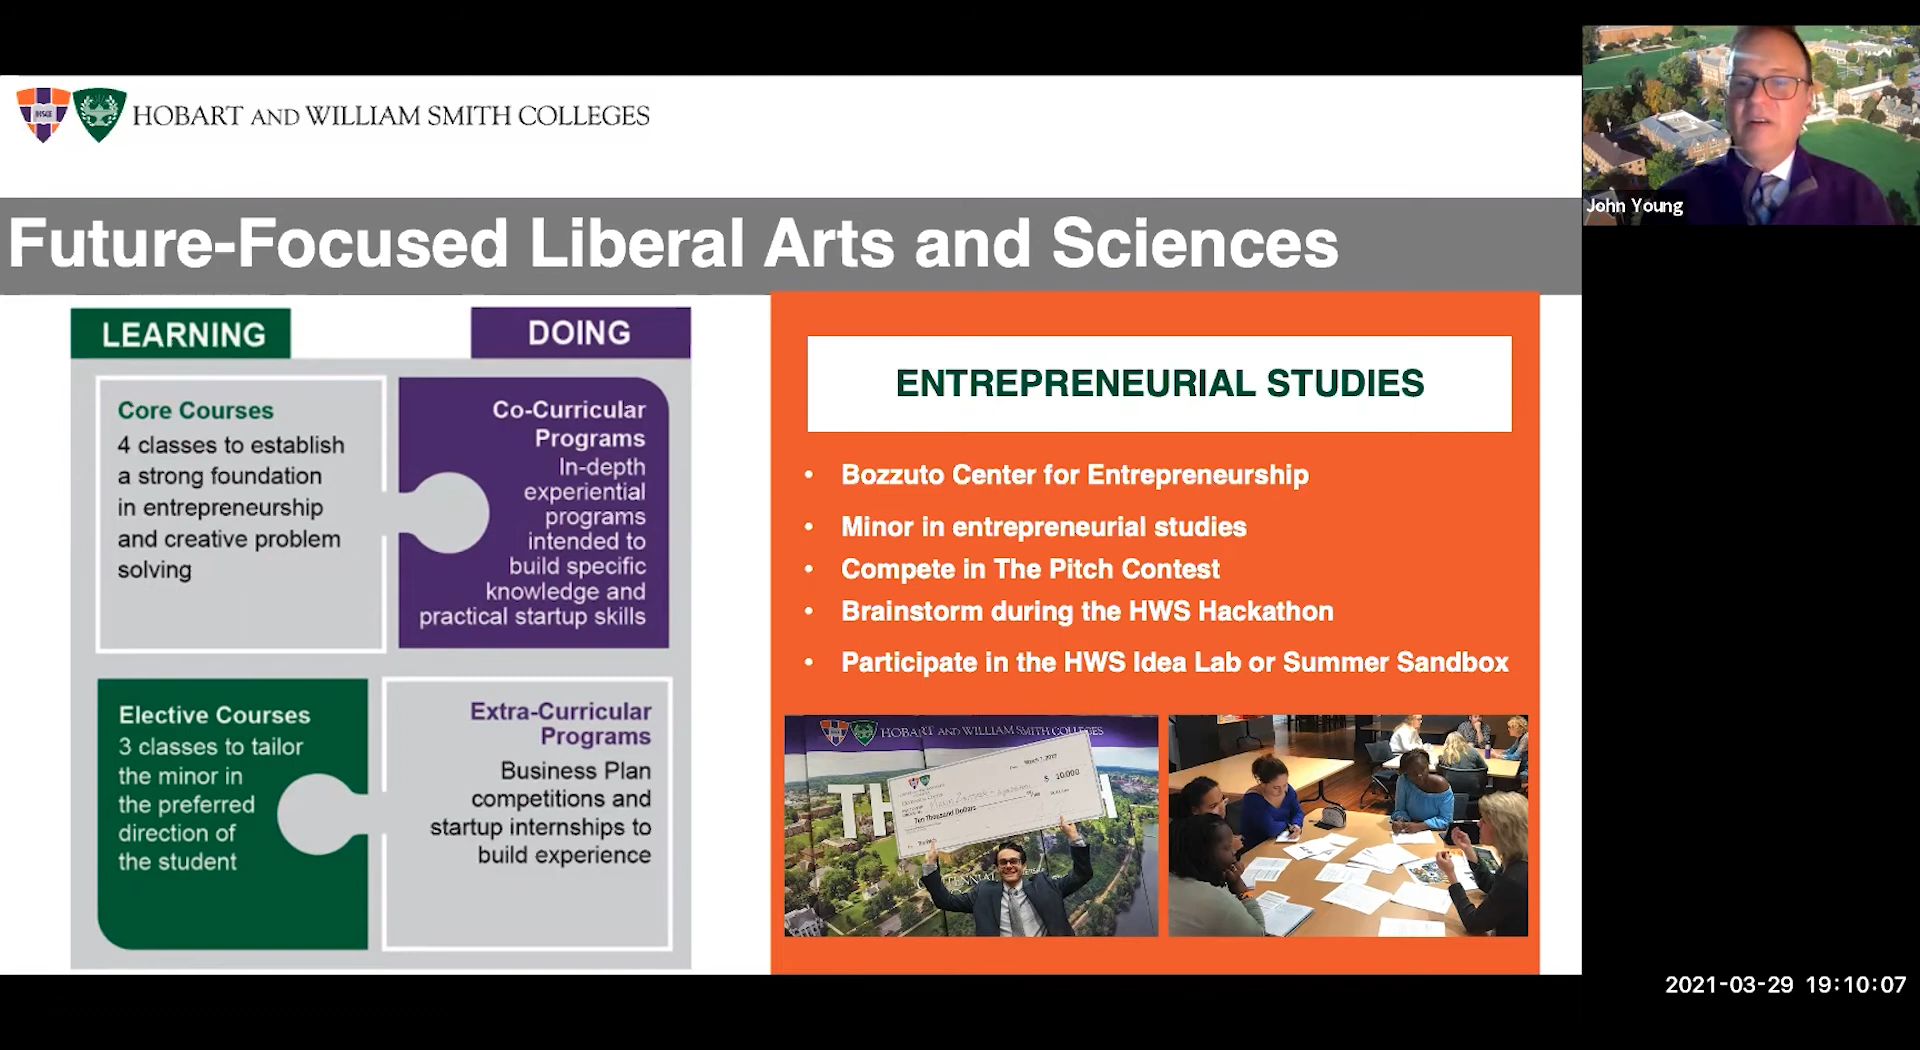 HOBART AND WILLIAM SMITH COLLEGES
John Young
Future-Focused Liberal Arts and Sciences
LEARNING
DOING
Core Courses
4 classes to establish
a strong foundation
in entrepreneurship
and creative problem
solving
Co-Curricular
Programs
In-depth
experiential
programs
intended to
build specific
knowledge and
practical startup skills
Elective Courses
3 classes to tailor
the minor in
the preferred
direction of
the student
Extra-Curricular
Programs
Business Plan
competitions and
startup internships to
build experience
ENTREPRENEURIAL STUDIES
• Bozzuto Center for Entrepreneurship
• Minor in entrepreneurial studies
• Compete in The Pitch Contest
• Brainstorm during the HWS Hackathon
• Participate in the HWS Idea Lab or Summer Sandbox
HOBART AND WILLIAM SMITH COLLEGES
$ 10,000
Ten Thousand Dollars
TH
2021-03-29 19:10:07